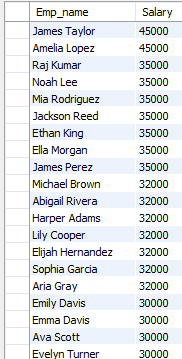 Emp_name Salary
James Taylor 45000
Amelia Lopez 45000
Raj Kumar 35000
Noah Lee 35000
Mia Rodriguez 35000
Jackson Reed 35000
Ethan King 35000
Ella Morgan 35000
James Perez 35000
Michael Brown 32000
Abigail Rivera 32000
Harper Adams 32000
Lily Cooper 32000
Elijah Hernandez 32000
Sophia Garcia 32000
Aria Gray 32000
Emily Davis 30000
Emma Davis 30000
Ava Scott 30000
Evelyn Turner 30000